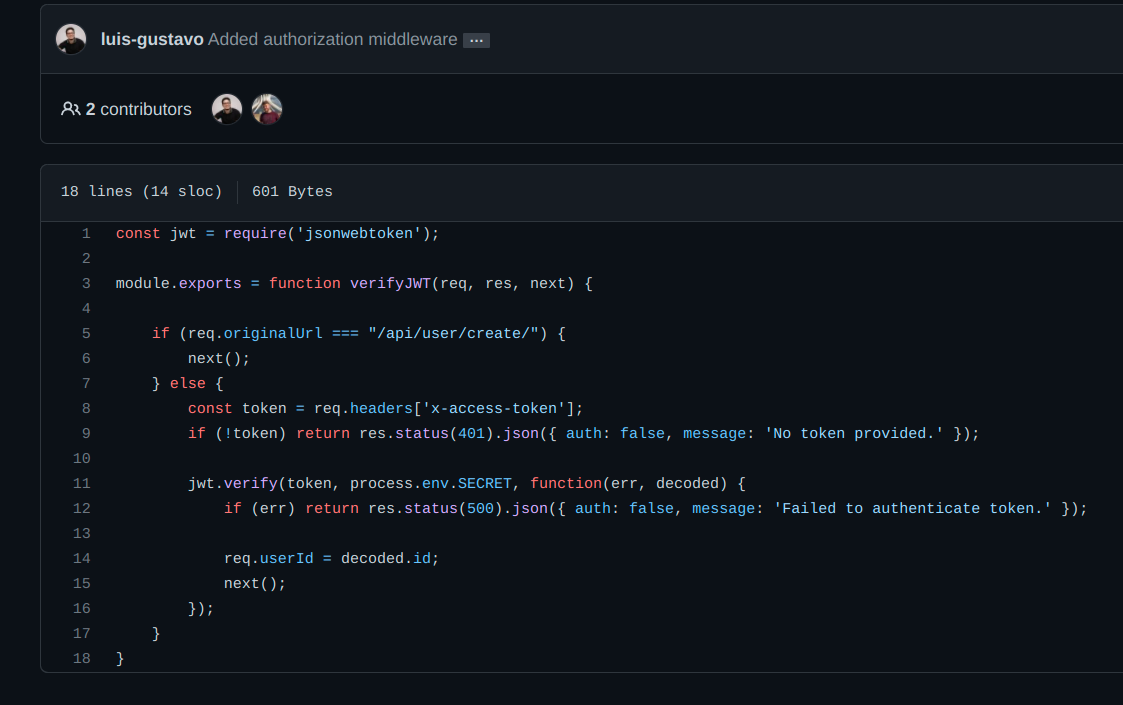 luis-gustavo Added authorization middleware ...
2 contributors
18 lines (14 sloc) 601 Bytes
1 const jwt = require('jsonwebtoken');
2
3 module.exports = function verifyJWT(req, res, next) {
4
5     if (req.originalUrl === "/api/user/create/") {
6         next();
7     } else {
8         const token = req.headers['x-access-token'];
9         if (!token) return res.status(401).json({ auth: false, message: 'No token provided.' });
10
11         jwt.verify(token, process.env.SECRET, function(err, decoded) {
12             if (err) return res.status(500).json({ auth: false, message: 'Failed to authenticate token.' });
13
14             req.userId = decoded.id;
15             next();
16         });
17     }
18 }